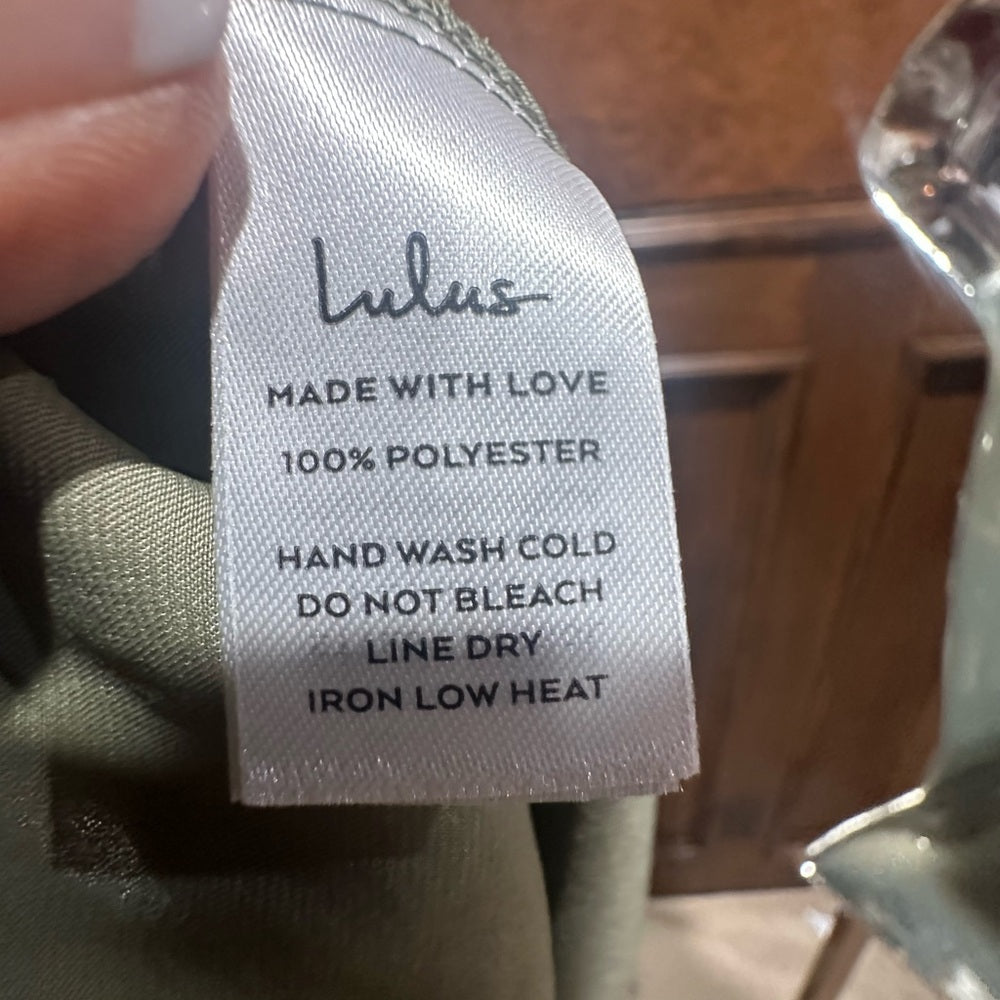 Lulus
MADE WITH LOVE
100% POLYESTER
HAND WASH COLD
DO NOT BLEACH
LINE DRY
IRON LOW HEAT